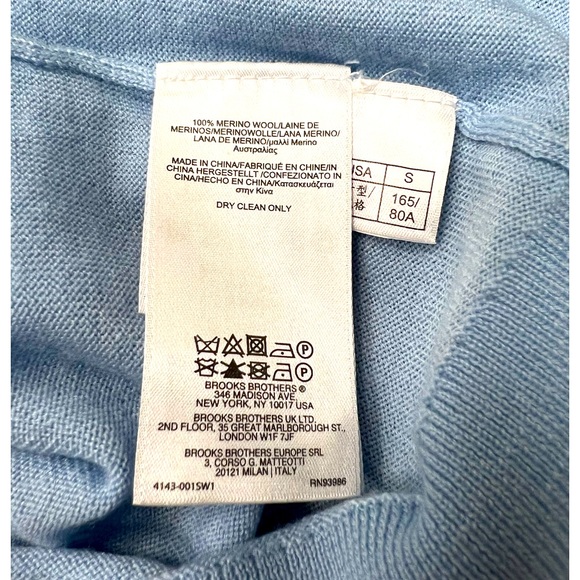 100% MERINO WOOL/LAINE DE
MERINOS/MERINOWOLLE/LANA MERINO/
LANA DE MERINO/μαλλί Merino
Αυστραλίας
MADE IN CHINA/FABRIQUÉ EN CHINE/IN
CHINA HERGESTELLT/CONFEZIONATO IN
CINA/HECHO EN CHINA/Κατασκευάζεται
στην Κίνα
DRY CLEAN ONLY
P
P
BROOKS BROTHERS ®
346 MADISON AVE.
NEW YORK, NY 10017 USA
BROOKS BROTHERS UK LTD.
2ND FLOOR, 35 GREAT MARLBOROUGH ST.,
LONDON W1F 7JF
BROOKS BROTHERS EUROPE SRL
3, CORSO G. MATTEOTTI
20121 MILAN | ITALY
4143-001SW1 RN93986
S
型/ 165/
格 80A